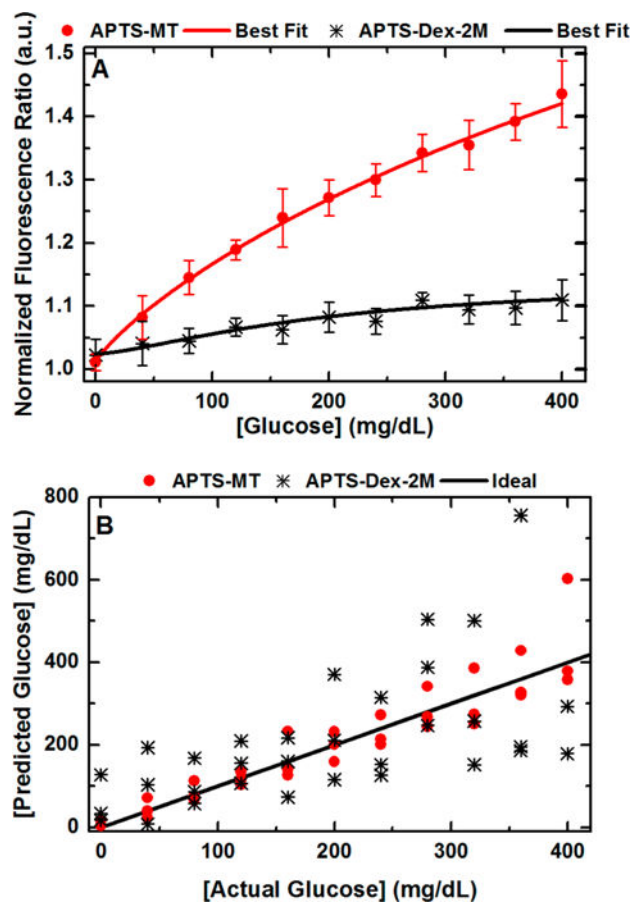 APTS-MT Best Fit APTS-Dex-2M Best Fit
A
Normalized Fluorescence Ratio (a.u.)
1.5
1.4
1.3
1.2
1.1
1.0
0 100 200 300 400
[Glucose] (mg/dL)
APTS-MT APTS-Dex-2M Ideal
B
[Predicted Glucose] (mg/dL)
800
600
400
200
0
0 100 200 300 400
[Actual Glucose] (mg/dL)